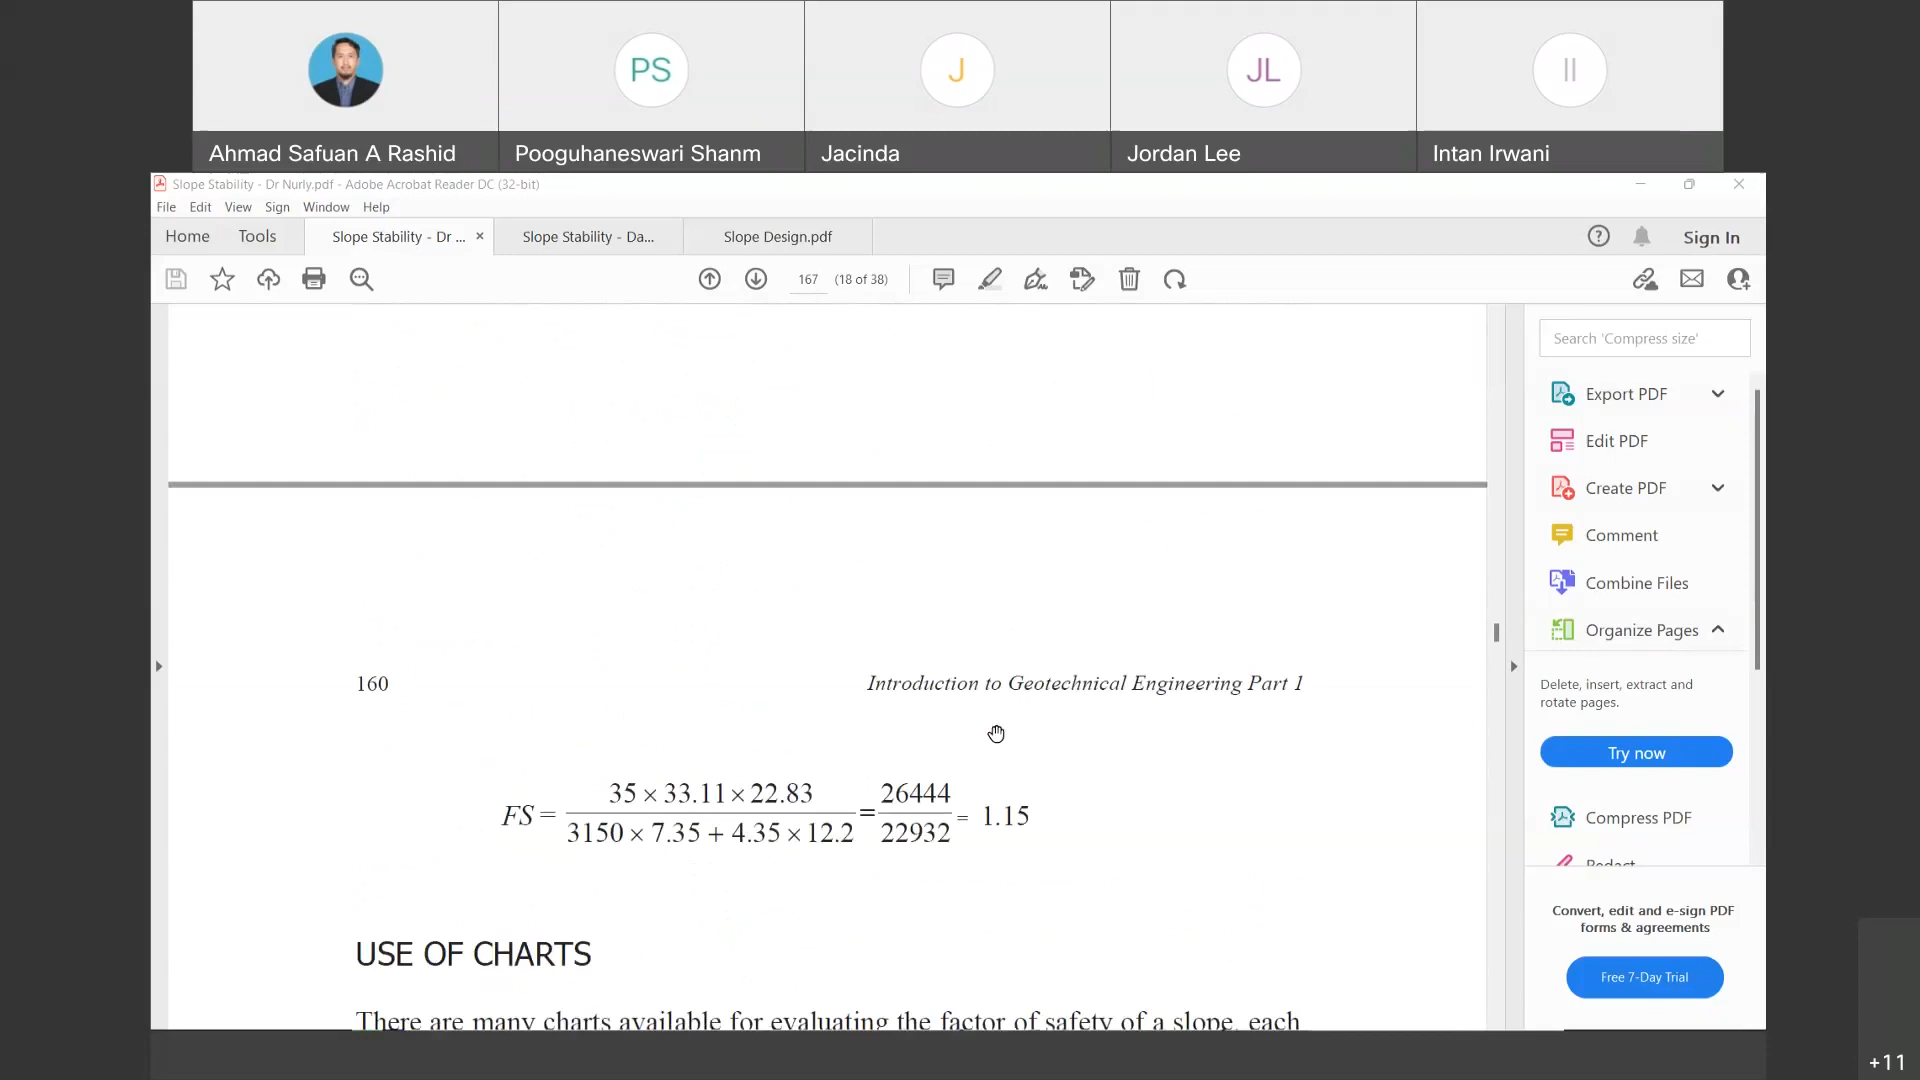 PS
J
JL
II
Ahmad Safuan A Rashid
Pooguhaneswari Shanm
Jacinda
Jordan Lee
Intan Irwani
Slope Stability - Dr Nurly.pdf - Adobe Acrobat Reader DC (32-bit)
File Edit View Sign Window Help
Home Tools Slope Stability - Dr ... × Slope Stability - Da... Slope Design.pdf Sign In
167 (18 of 38)
Search 'Compress size'
Export PDF
Edit PDF
Create PDF
Comment
Combine Files
Organize Pages
Delete, insert, extract and
rotate pages.
Try now
Compress PDF
Redact
Convert, edit and e-sign PDF
forms & agreements
Free 7-Day Trial
160 Introduction to Geotechnical Engineering Part 1
FS = 35 × 33.11 × 22.83 / 3150 × 7.35 + 4.35 × 12.2 = 26444 / 22932 = 1.15
USE OF CHARTS
There are many charts available for evaluating the factor of safety of a slope, each
+11